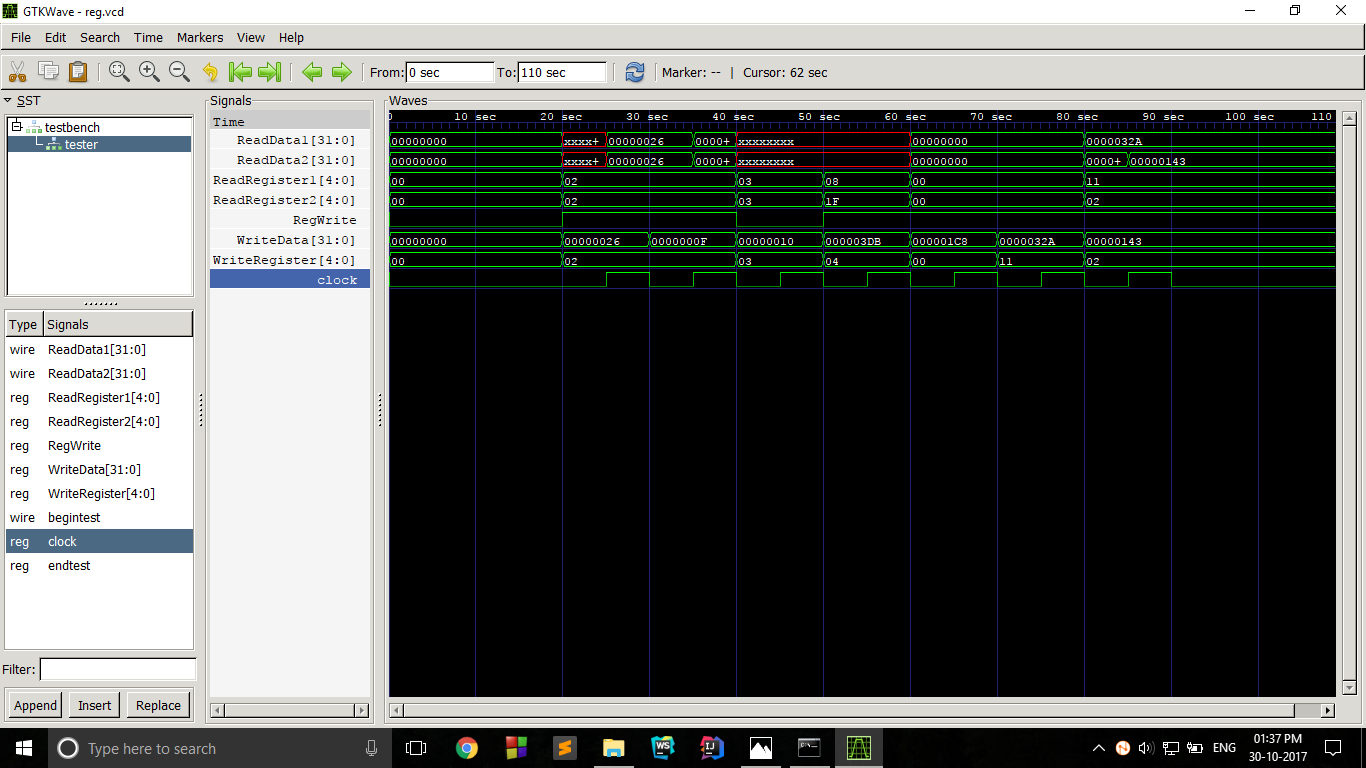 GTKWave - reg.vcd
File Edit Search Time Markers View Help
From: 0 sec To: 110 sec Marker: -- | Cursor: 62 sec
SST
testbench
tester
Type Signals
wire ReadData1[31:0]
wire ReadData2[31:0]
reg ReadRegister1[4:0]
reg ReadRegister2[4:0]
reg RegWrite
reg WriteData[31:0]
reg WriteRegister[4:0]
wire begintest
reg clock
reg endtest
Filter:
Append Insert Replace
Signals
Time
ReadData1[31:0]
ReadData2[31:0]
ReadRegister1[4:0]
ReadRegister2[4:0]
RegWrite
WriteData[31:0]
WriteRegister[4:0]
clock
Waves
0 10 sec 20 sec 30 sec 40 sec 50 sec 60 sec 70 sec 80 sec 90 sec 100 sec 110
00000000 xxxx+ 00000026 0000+ xxxxxxxx 00000000 0000032A
00000000 xxxx+ 00000026 0000+ xxxxxxxx 00000000 0000+ 00000143
00 02 03 08 00 11
00 02 03 1F 00 02
00000000 00000026 0000000F 00000010 000003DB 000001C8 0000032A 00000143
00 02 03 04 00 11 02
Type here to search
WS
IJ
ENG
01:37 PM
30-10-2017